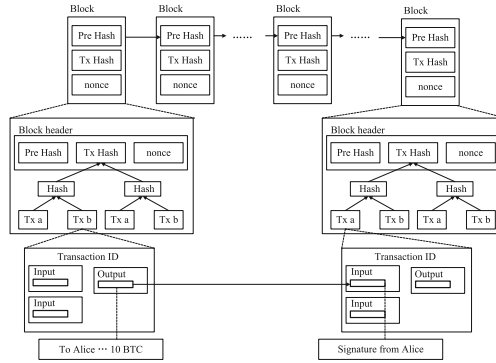 Block
Block
Block
Block
Pre Hash
Pre Hash
Pre Hash
Pre Hash
……
……
Tx Hash
Tx Hash
Tx Hash
Tx Hash
nonce
nonce
nonce
nonce
Block header
Pre Hash
Tx Hash
nonce
Hash
Hash
Tx a
Tx b
Tx a
Tx b
Block header
Pre Hash
Tx Hash
nonce
Hash
Hash
Tx a
Tx b
Tx a
Tx b
Transaction ID
Input
Output
Input
Transaction ID
Input
Output
Input
To Alice ··· 10 BTC
Signature from Alice